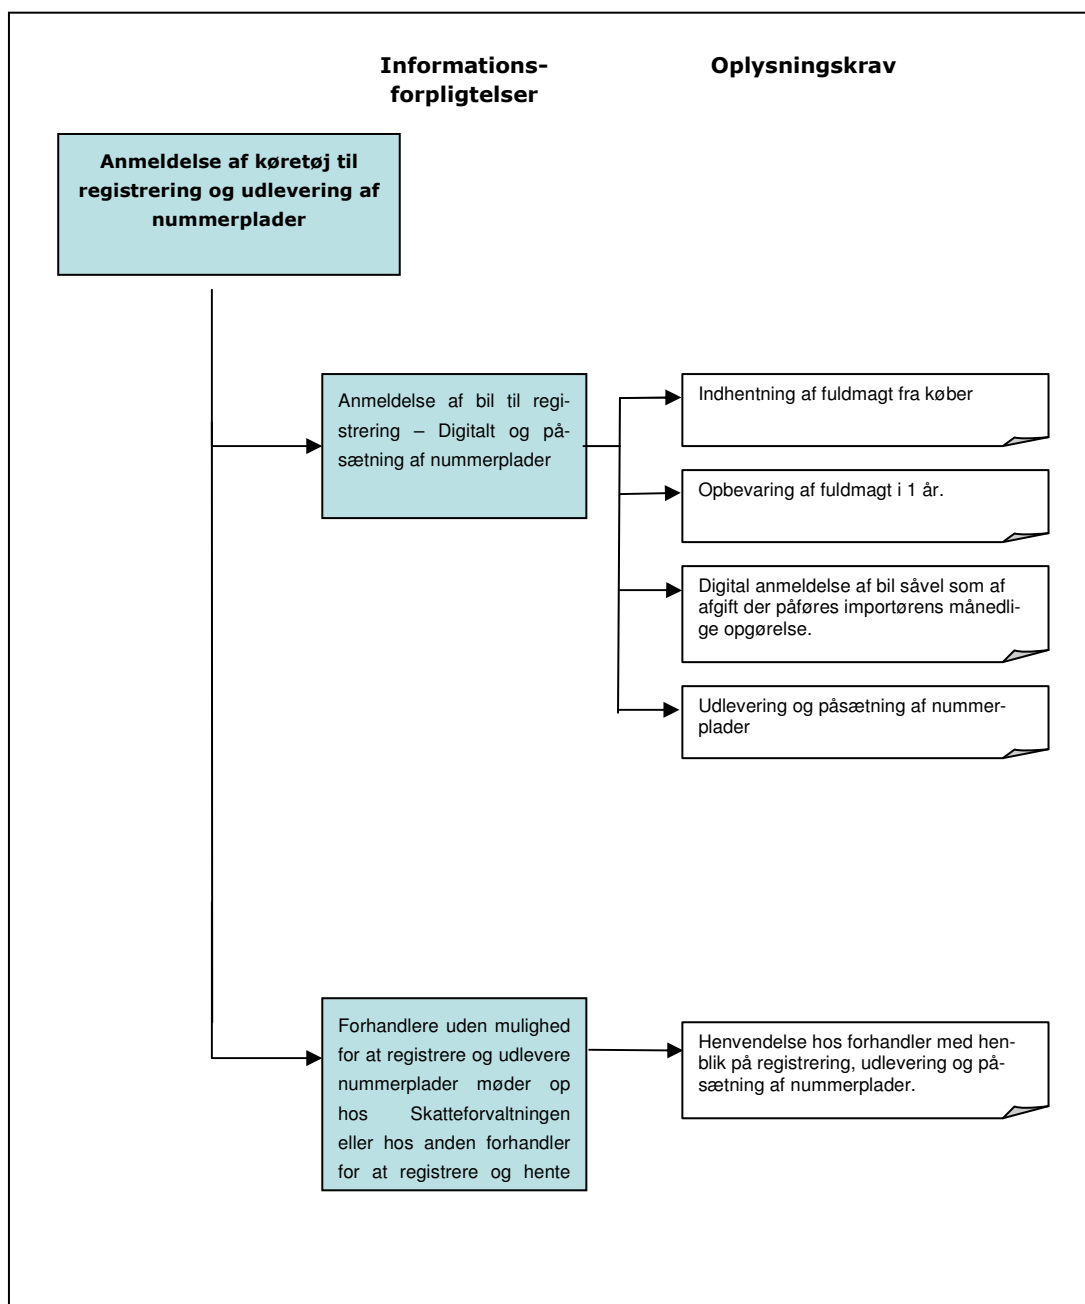 Informations-
forpligtelser
Oplysningskrav
Anmeldelse af køretøj til
registrering og udlevering af
nummerplader
Anmeldelse af bil til regi-
strering – Digitalt og på-
sætning af nummerplader
Indhentning af fuldmagt fra køber
Opbevaring af fuldmagt i 1 år.
Digital anmeldelse af bil såvel som af
afgift der påføres importørens månedli-
ge opgørelse.
Udlevering og påsætning af nummer-
plader
Forhandlere uden mulighed
for at registrere og udlevere
nummerplader møder op
hos Skatteforvaltningen
eller hos anden forhandler
for at registrere og hente
Henvendelse hos forhandler med hen-
blik på registrering, udlevering og på-
sætning af nummerplader.